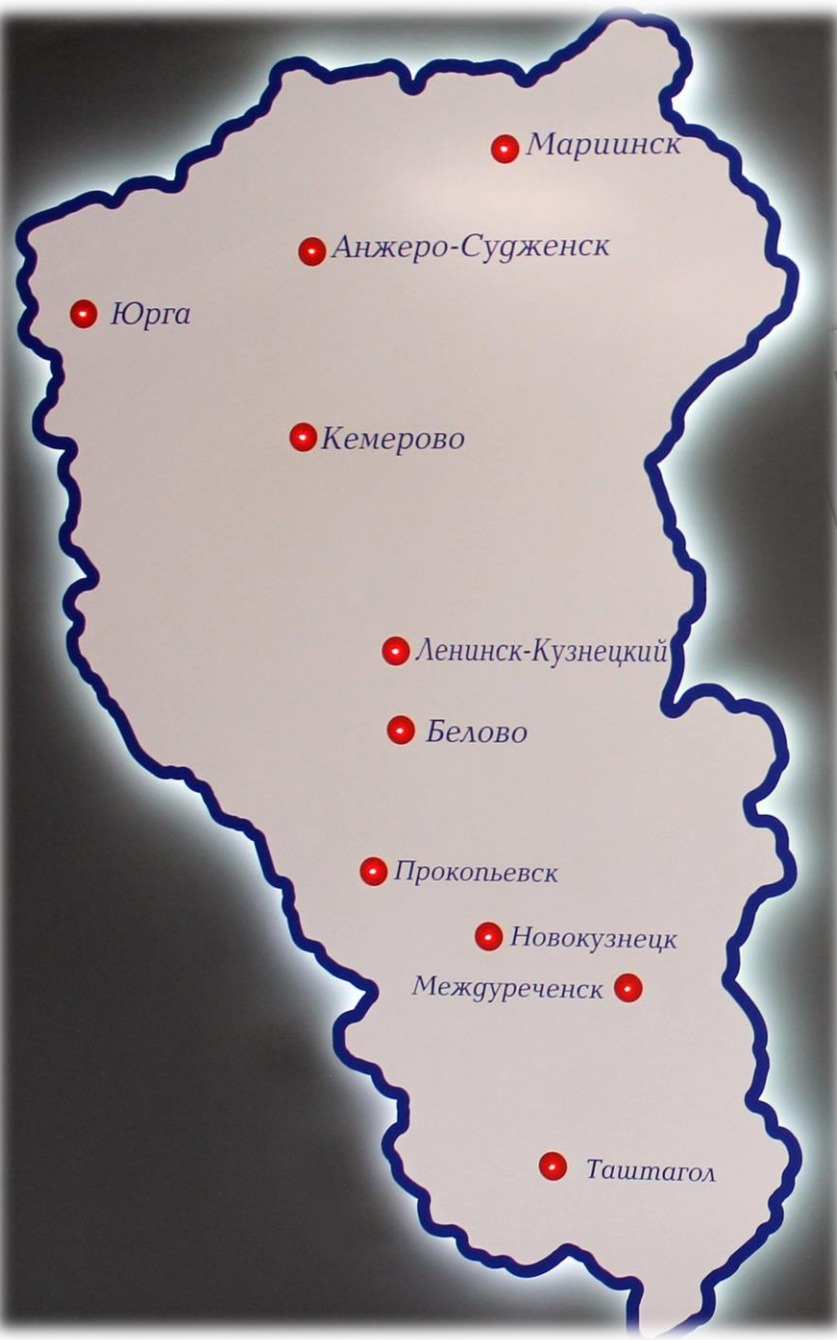 Мариинск
Анжеро-Судженск
Юрга
Кемерово
Ленинск-Кузнецкий
Белово
Прокопьевск
Новокузнецк
Междуреченск
Таштагол